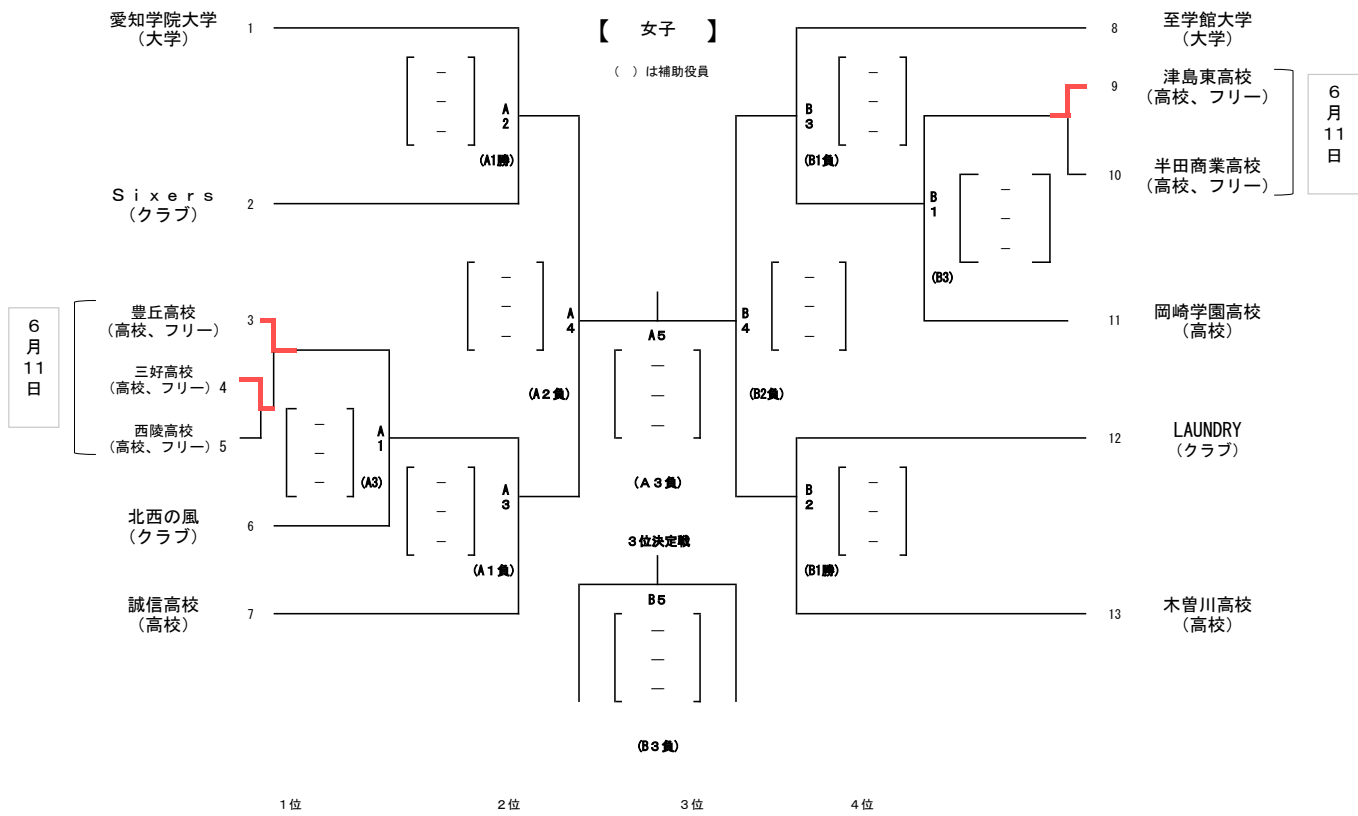 【　女子　】
（　）は補助役員
愛知学院大学
（大学）
1
Ｓｉｘｅｒｓ
（クラブ）
2
6
月
11
日
豊丘高校
（高校、フリー）
3
三好高校
（高校、フリー）4
西陵高校
（高校、フリー）5
北西の風
（クラブ）
6
誠信高校
（高校）
7
－
－
－
A
2
(A1勝)
－
－
－
A
1
(A3)
－
－
－
A
3
(A１負)
－
－
－
A
4
(A２負)
A５
－
－
－
(A３負)
３位決定戦
B５
－
－
－
(B３負)
－
－
－
B
4
(B2負)
－
－
－
B
3
(B1負)
－
－
－
B
1
(B3)
－
－
－
B
2
(B1勝)
8
至学館大学
（大学）
9
津島東高校
（高校、フリー）
10
半田商業高校
（高校、フリー）
6
月
11
日
11
岡崎学園高校
（高校）
12
LAUNDRY
（クラブ）
13
木曽川高校
（高校）
１位
２位
３位
４位